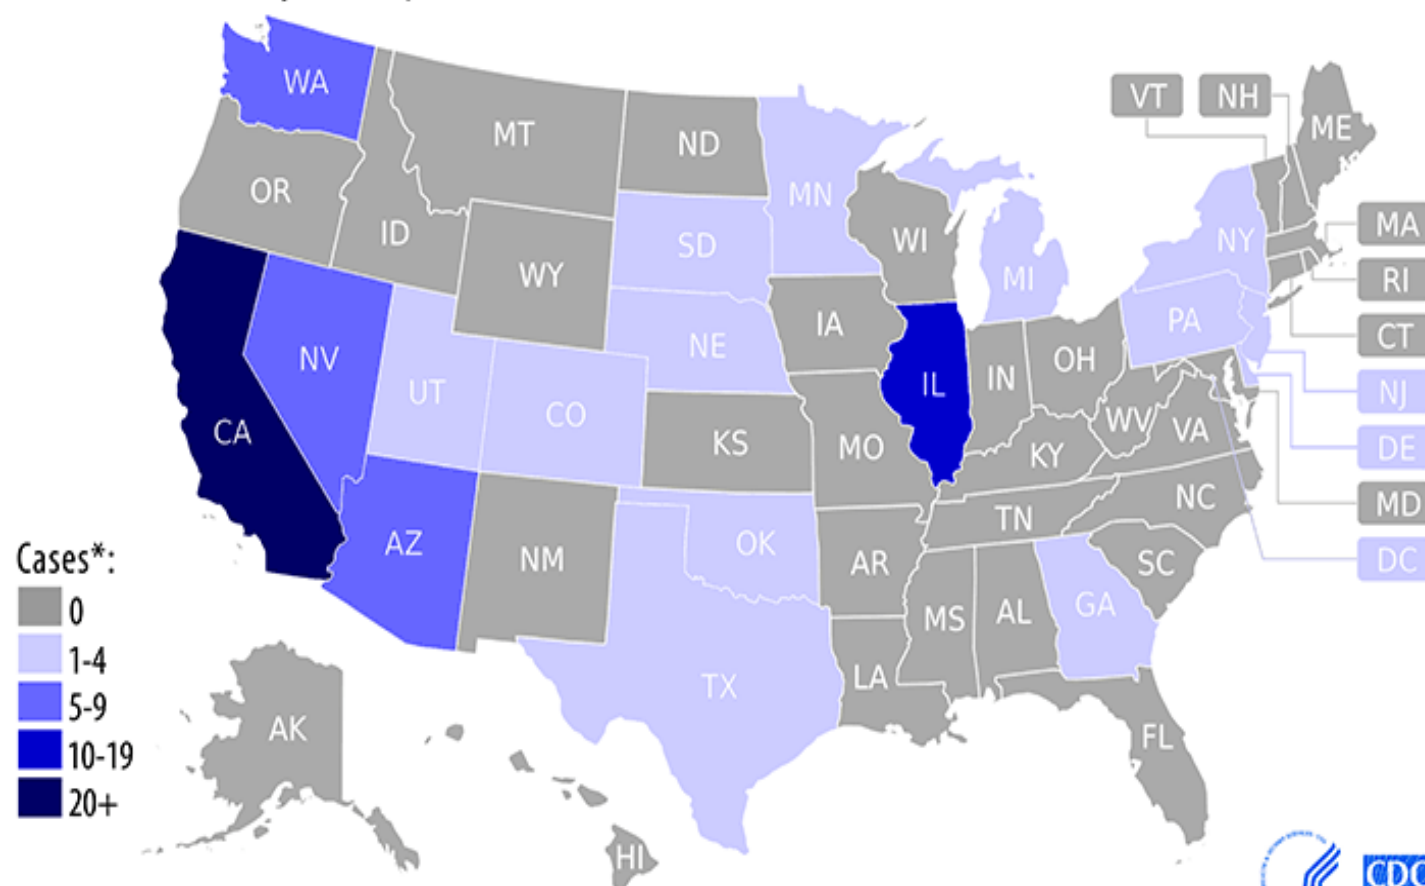 WA
MT
ND
MN
OR
ID
WY
SD
WI
MI
VT
NH
ME
NY
MA
RI
CT
PA
NJ
DE
MD
DC
NV
UT
CO
NE
IA
IL
IN
OH
CA
KS
MO
KY
WV
VA
AZ
NM
OK
AR
TN
NC
SC
TX
LA
MS
AL
GA
FL
AK
HI
Cases*:
0
1-4
5-9
10-19
20+
CDC